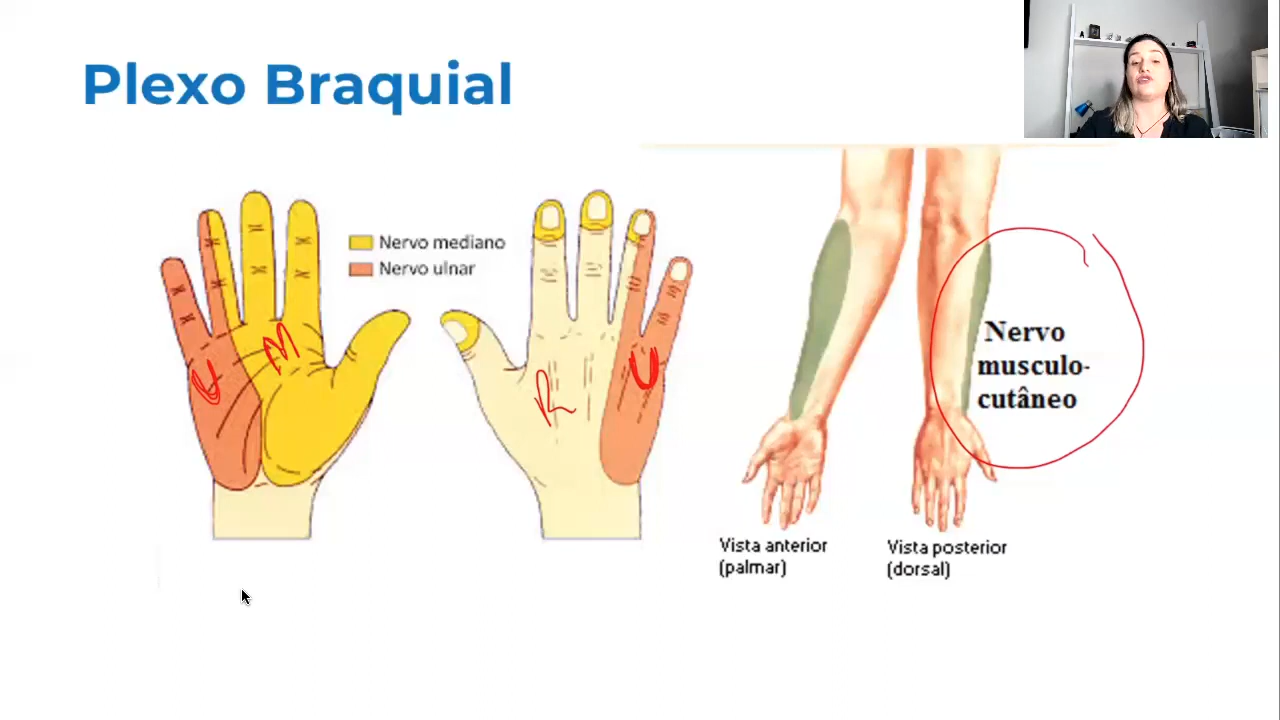 Plexo Braquial
Nervo mediano
Nervo ulnar
U
M
R
U
Nervo
musculo-
cutâneo
Vista anterior
(palmar)
Vista posterior
(dorsal)